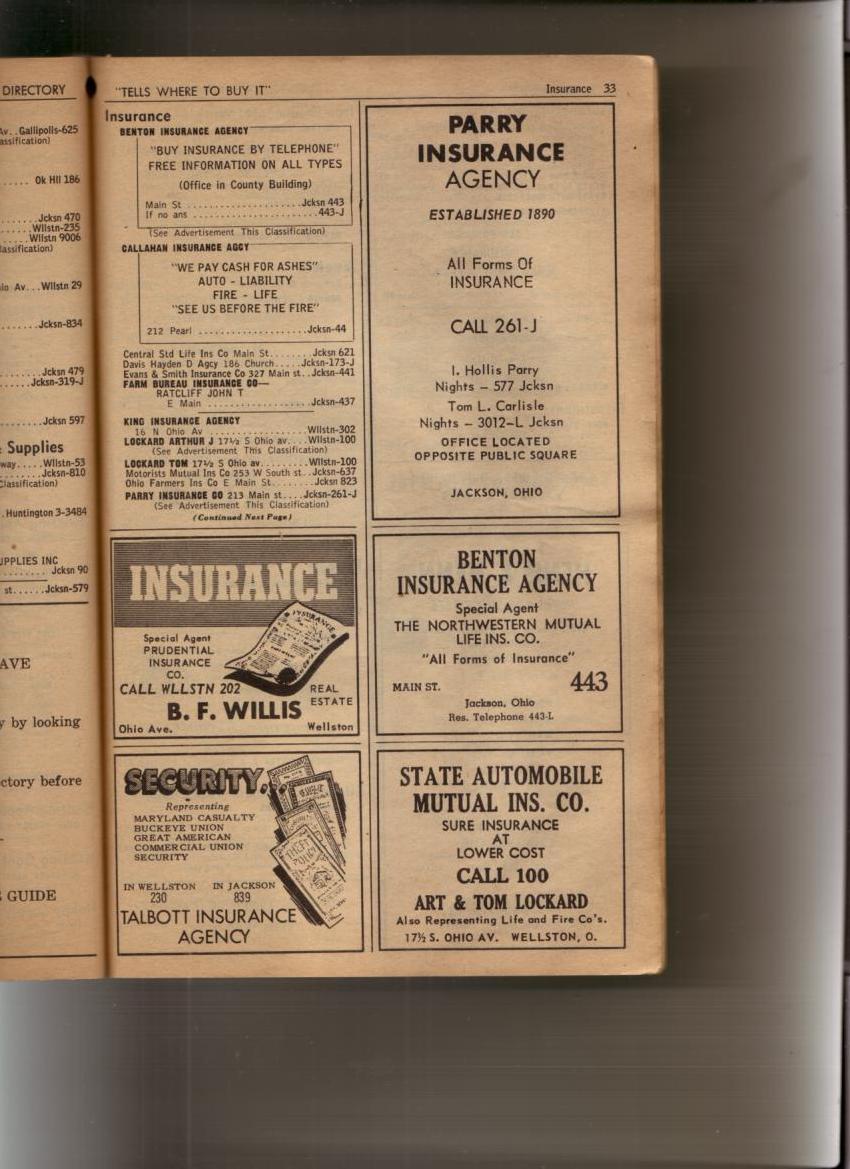 DIRECTORY
Av. . Gallipolis-625
assification)
..... Ok Hll 186
.......Jcksn 470
......Wllstn-235
.....Wllstn 9006
lassification)
io Av...Wllstn 29
.......Jcksn-834
.......Jcksn 479
.....Jcksn-319-J
.......Jcksn 597
Supplies
way.....Wllstn-53
.......Jcksn-810
Classification)
. Huntington 3-3484
UPPLIES INC
........ Jcksn 90
st......Jcksn-579
AVE
y by looking
ctory before
GUIDE
"TELLS WHERE TO BUY IT"
Insurance 33
Insurance
BENTON INSURANCE AGENCY
"BUY INSURANCE BY TELEPHONE"
FREE INFORMATION ON ALL TYPES
(Office in County Building)
Main St ....................Jcksn 443
If no ans ......................443-J
(See Advertisement This Classification)
CALLAHAN INSURANCE AGCY
"WE PAY CASH FOR ASHES"
AUTO - LIABILITY
FIRE - LIFE
"SEE US BEFORE THE FIRE"
212 Pearl ...................Jcksn-44
Central Std Life Ins Co Main St........Jcksn 621
Davis Hayden D Agcy 186 Church.....Jcksn-173-J
Evans & Smith Insurance Co 327 Main st..Jcksn-441
FARM BUREAU INSURANCE CO—
RATCLIFF JOHN T
E Main ...................Jcksn-437
KING INSURANCE AGENCY
16 N Ohio Av .................Wllstn-302
LOCKARD ARTHUR J 17½ S Ohio av....Wllstn-100
(See Advertisement This Classification)
LOCKARD TOM 17½ S Ohio av.........Wllstn-100
Motorists Mutual Ins Co 253 W South st..Jcksn-637
Ohio Farmers Ins Co E Main St........Jcksn 823
PARRY INSURANCE CO 213 Main st....Jcksn-261-J
(See Advertisement This Classification)
(Continued Next Page)
PARRY
INSURANCE
AGENCY
ESTABLISHED 1890
All Forms Of
INSURANCE
CALL 261-J
I. Hollis Parry
Nights – 577 Jcksn
Tom L. Carlisle
Nights – 3012-L Jcksn
OFFICE LOCATED
OPPOSITE PUBLIC SQUARE
JACKSON, OHIO
INSURANCE
INSURANCE
Special Agent
PRUDENTIAL
INSURANCE
CO.
CALL WLLSTN 202
REAL
ESTATE
B. F. WILLIS
Ohio Ave. Wellston
BENTON
INSURANCE AGENCY
Special Agent
THE NORTHWESTERN MUTUAL
LIFE INS. CO.
"All Forms of Insurance"
MAIN ST. 443
Jackson, Ohio
Res. Telephone 443-L
SECURITY..
Representing
MARYLAND CASUALTY
BUCKEYE UNION
GREAT AMERICAN
COMMERCIAL UNION
SECURITY
THEFT
POLICY
IN WELLSTON IN JACKSON
230 839
TALBOTT INSURANCE
AGENCY
STATE AUTOMOBILE
MUTUAL INS. CO.
SURE INSURANCE
AT
LOWER COST
CALL 100
ART & TOM LOCKARD
Also Representing Life and Fire Co's.
17½ S. OHIO AV. WELLSTON, O.